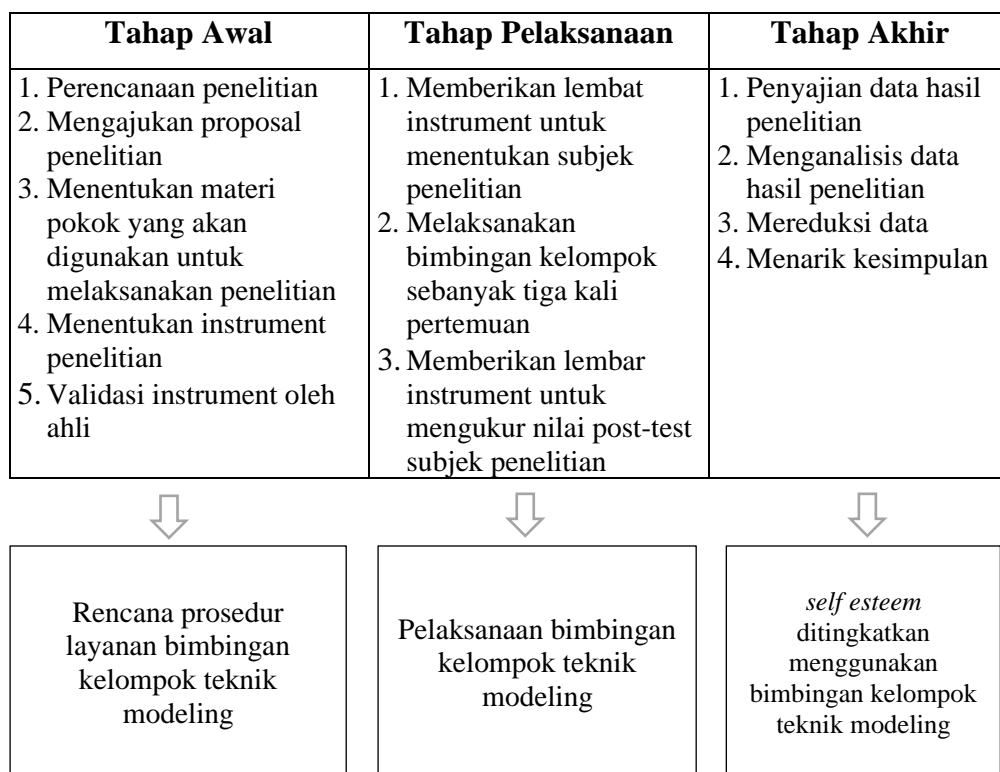 Tahap Awal
Tahap Pelaksanaan
Tahap Akhir
1. Perencanaan penelitian
2. Mengajukan proposal
penelitian
3. Menentukan materi
pokok yang akan
digunakan untuk
melaksanakan penelitian
4. Menentukan instrument
penelitian
5. Validasi instrument oleh
ahli
1. Memberikan lembat
instrument untuk
menentukan subjek
penelitian
2. Melaksanakan
bimbingan kelompok
sebanyak tiga kali
pertemuan
3. Memberikan lembar
instrument untuk
mengukur nilai post-test
subjek penelitian
1. Penyajian data hasil
penelitian
2. Menganalisis data
hasil penelitian
3. Mereduksi data
4. Menarik kesimpulan
Rencana prosedur
layanan bimbingan
kelompok teknik
modeling
Pelaksanaan bimbingan
kelompok teknik
modeling
self esteem
ditingkatkan
menggunakan
bimbingan kelompok
teknik modeling